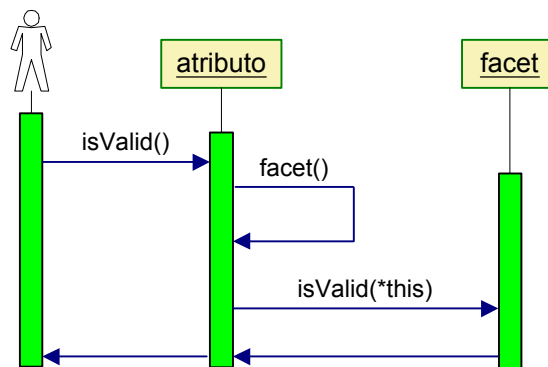 atributo
facet
isValid()
facet()
isValid(*this)